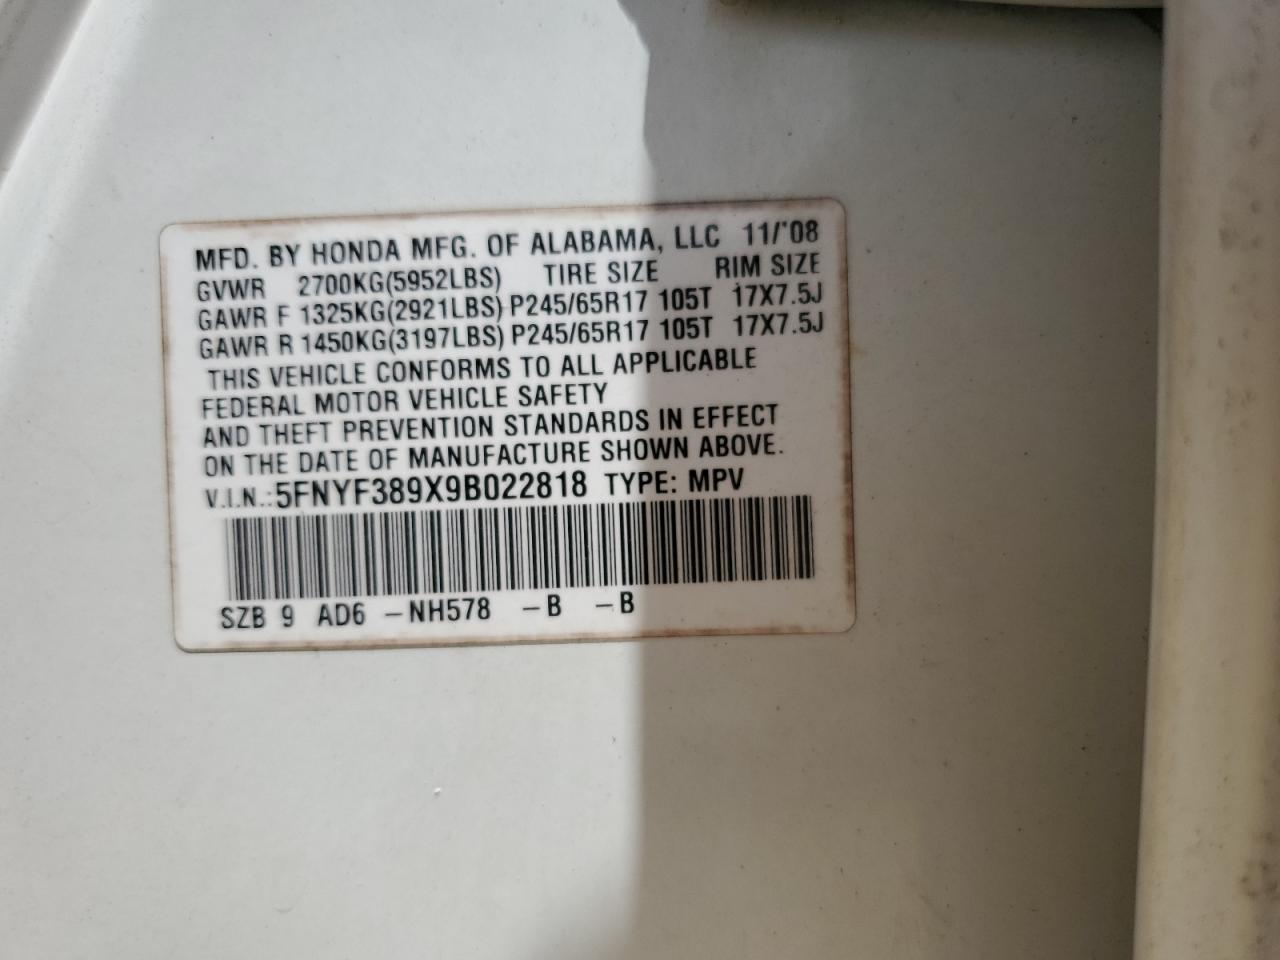 MFD. BY HONDA MFG. OF ALABAMA, LLC 11/'08
GVWR 2700KG(5952LBS) TIRE SIZE RIM SIZE
GAWR F 1325KG(2921LBS) P245/65R17 105T 17X7.5J
GAWR R 1450KG(3197LBS) P245/65R17 105T 17X7.5J
THIS VEHICLE CONFORMS TO ALL APPLICABLE
FEDERAL MOTOR VEHICLE SAFETY
AND THEFT PREVENTION STANDARDS IN EFFECT
ON THE DATE OF MANUFACTURE SHOWN ABOVE.
V.I.N.:5FNYF389X9B022818 TYPE: MPV
SZB 9 AD6 -NH578 -B -B